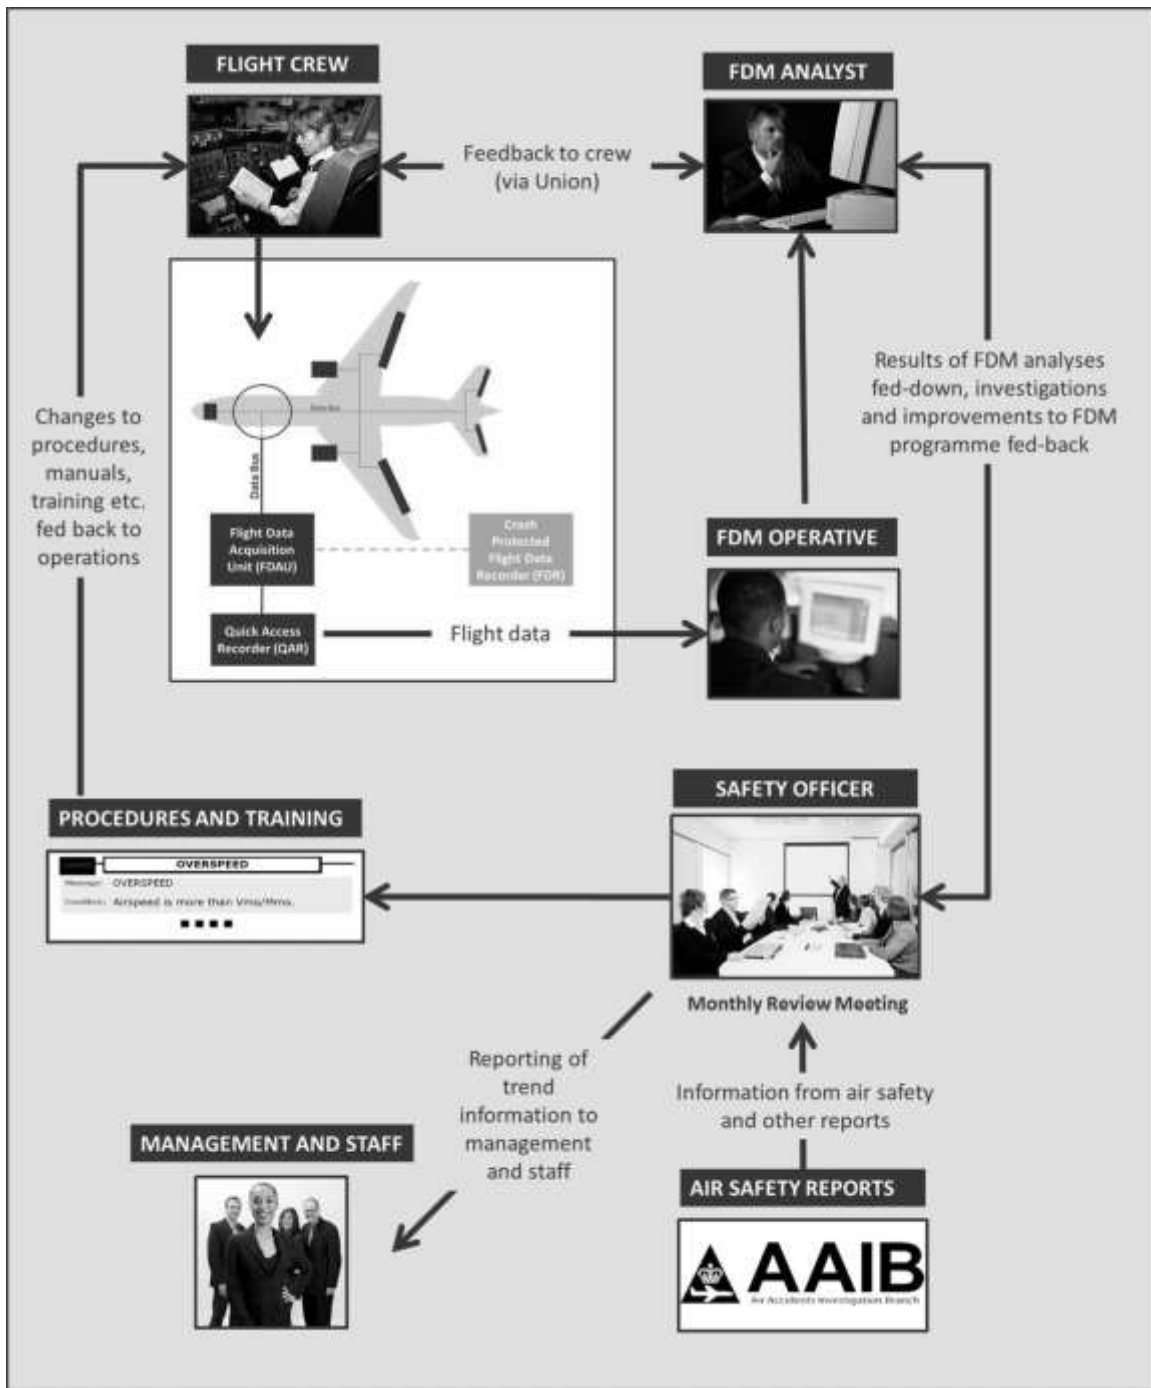 FLIGHT CREW
FDM ANALYST
Feedback to crew
(via Union)
Changes to
procedures,
manuals,
training etc.
fed back to
operations
Data Bus
Data Bus
Flight Data
Acquisition
Unit (FDAU)
Crash
Protected
Flight Data
Recorder (FDR)
Quick Access
Recorder (QAR)
Flight data
Results of FDM analyses
fed-down, investigations
and improvements to FDM
programme fed-back
FDM OPERATIVE
PROCEDURES AND TRAINING
OVERSPEED
Message: OVERSPEED
Condition: Airspeed is more than Vmo/Mmo.
SAFETY OFFICER
Monthly Review Meeting
Reporting of
trend
information to
management
and staff
Information from air safety
and other reports
MANAGEMENT AND STAFF
AIR SAFETY REPORTS
AAIB
Air Accidents Investigation Branch